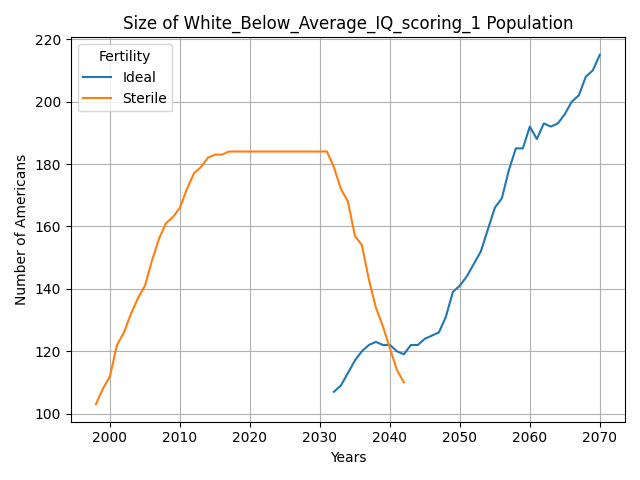 Size of White_Below_Average_IQ_scoring_1 Population
Number of Americans
220
200
180
160
140
120
100
Fertility
Ideal
Sterile
2000 2010 2020 2030 2040 2050 2060 2070
Years